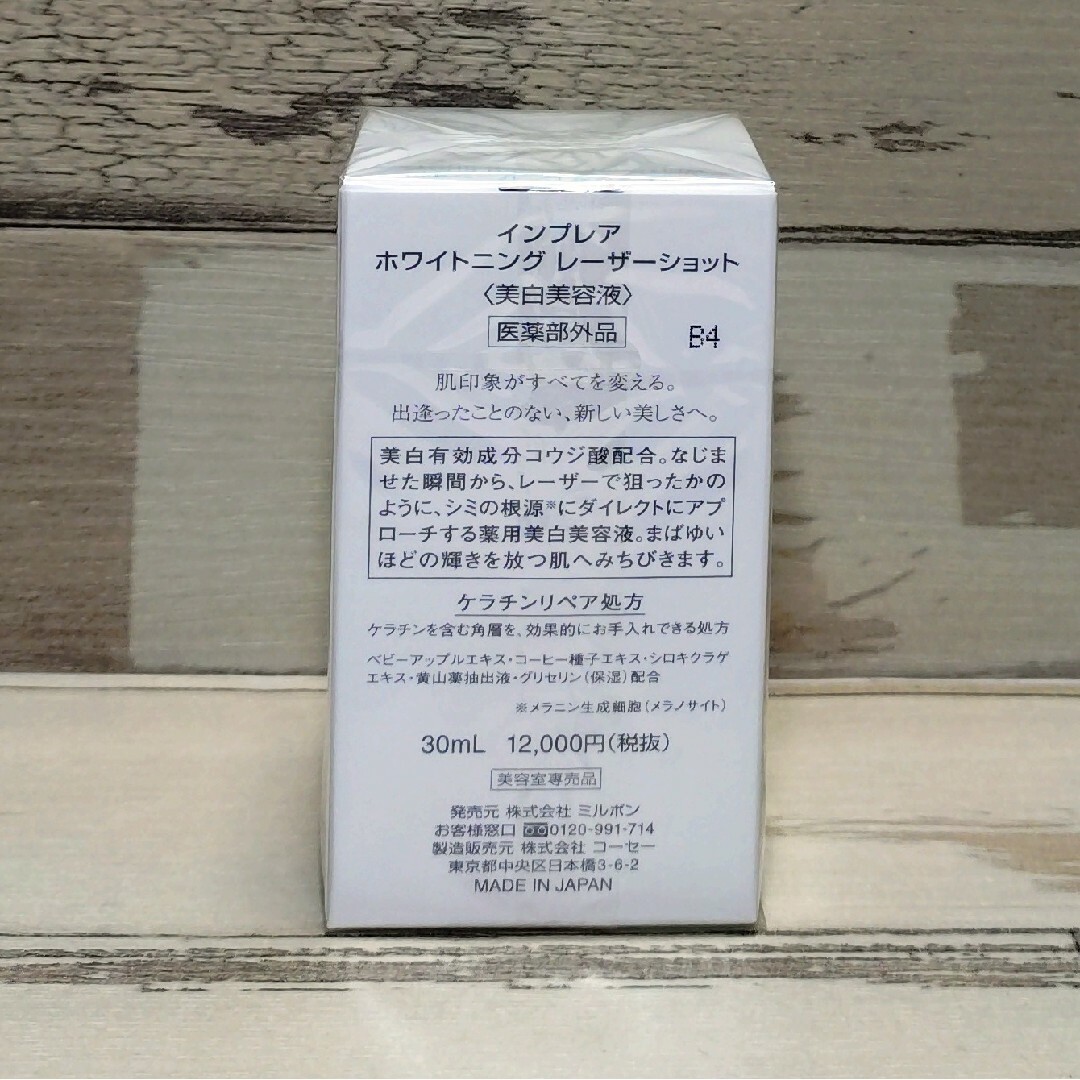 インプレア
ホワイトニング レーザーショット
〈美白美容液〉
医薬部外品
B4
肌印象がすべてを変える。
出逢ったことのない、新しい美しさへ。
美白有効成分コウジ酸配合。なじま
せた瞬間から、レーザーで狙ったかの
ように、シミの根源※にダイレクトにアプ
ローチする薬用美白美容液。まばゆい
ほどの輝きを放つ肌へみちびきます。
ケラチンリペア処方
ケラチンを含む角層を、効果的にお手入れできる処方
ベビーアップルエキス・コーヒー種子エキス・シロキクラゲ
エキス・黄山薬抽出液・グリセリン(保湿)配合
※メラニン生成細胞(メラノサイト)
30mL 12,000円(税抜)
美容室専売品
発売元 株式会社 ミルボン
お客様窓口 0120-991-714
製造販売元 株式会社 コーセー
東京都中央区日本橋3-6-2
MADE IN JAPAN